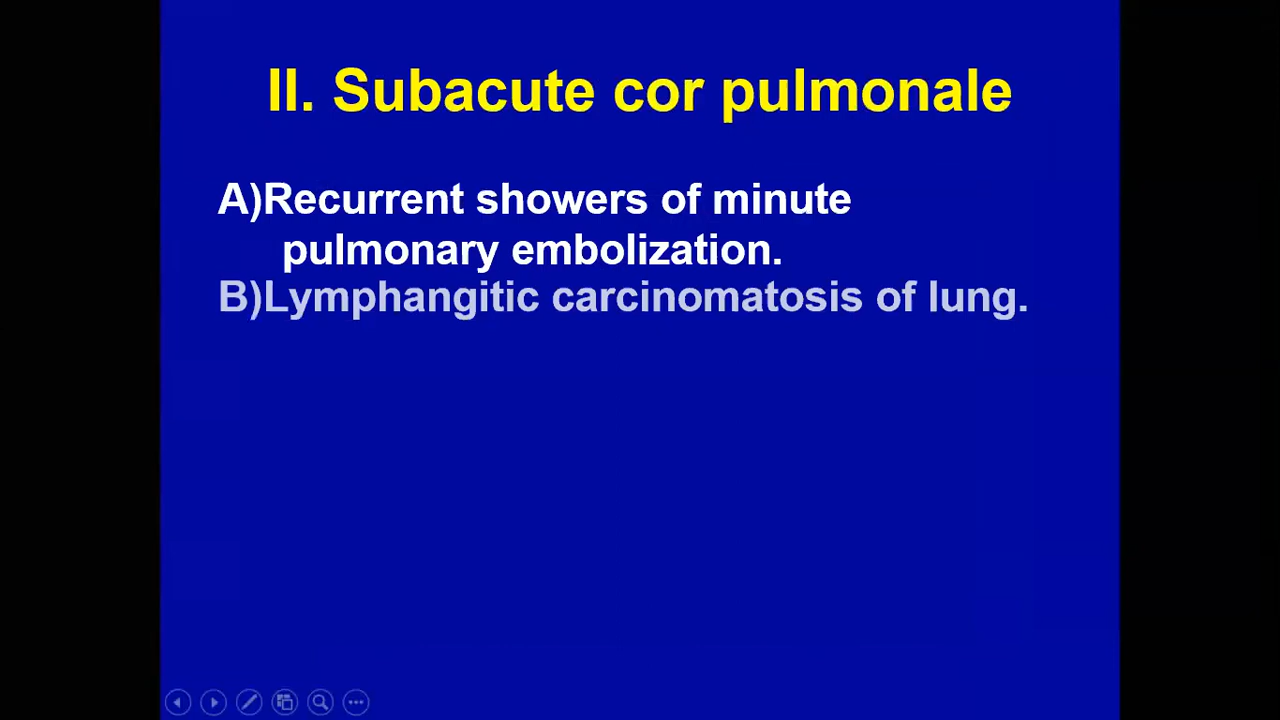 II. Subacute cor pulmonale
A)Recurrent showers of minute
pulmonary embolization.
B)Lymphangitic carcinomatosis of lung.